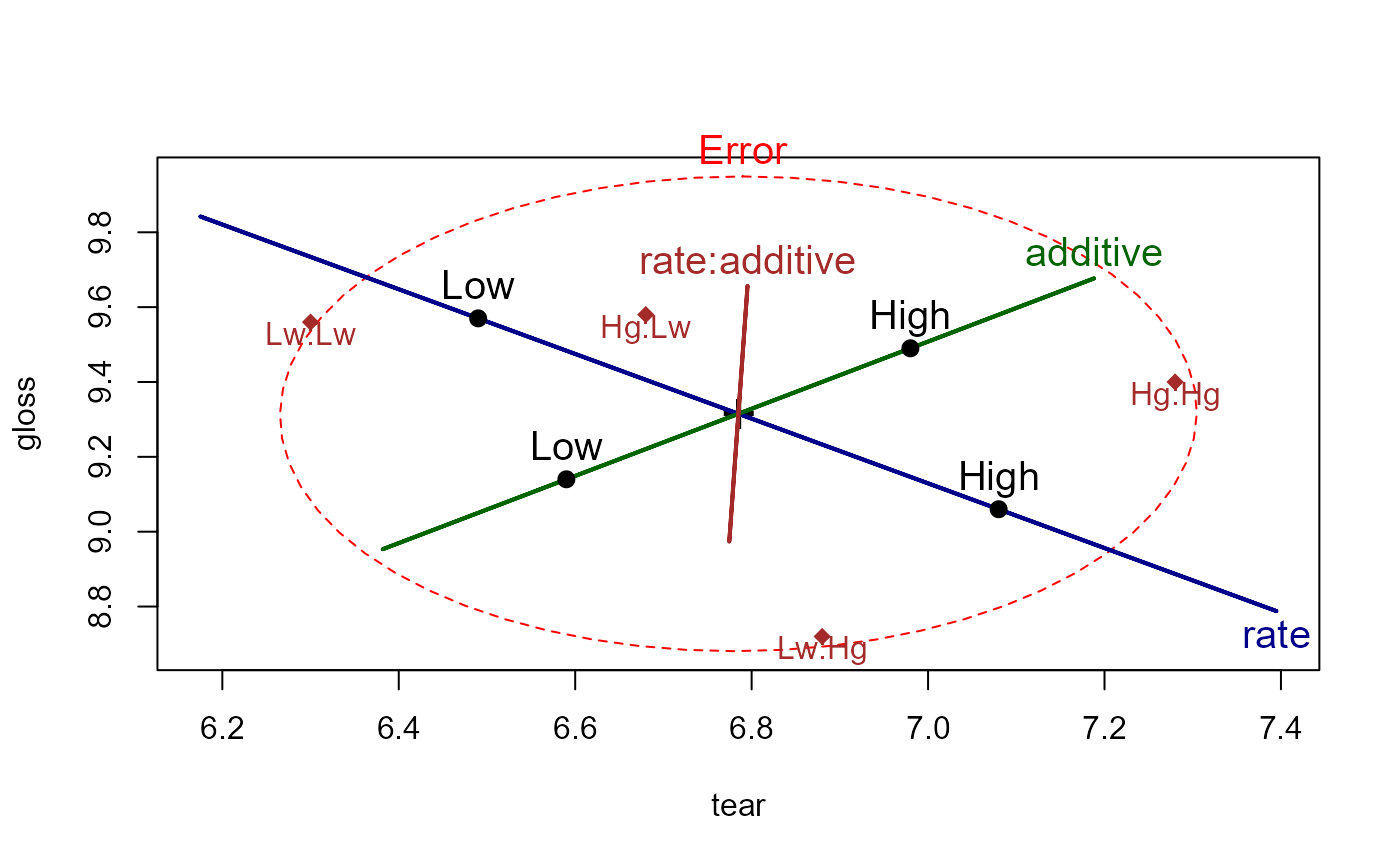 Error
9.8
9.6
9.4
9.2
9.0
8.8
gloss
rate:additive
additive
Low
High
Lw:Lw
Hg:Lw
Hg:Hg
Low
High
rate
Lw:Hg
6.2 6.4 6.6 6.8 7.0 7.2 7.4
tear